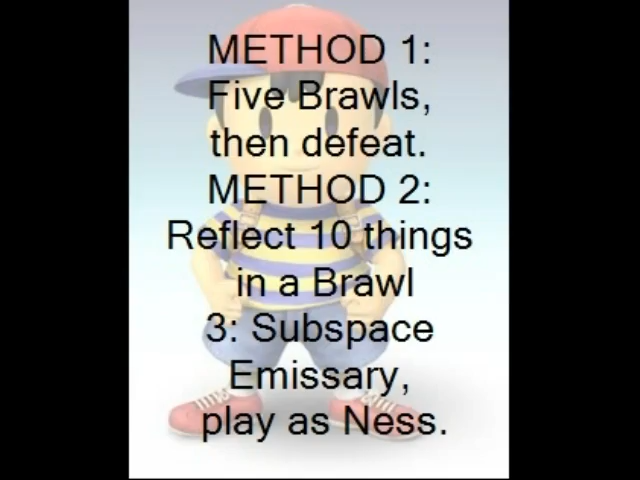 METHOD 1:
Five Brawls,
then defeat.
METHOD 2:
Reflect 10 things
in a Brawl
3: Subspace
Emissary,
play as Ness.